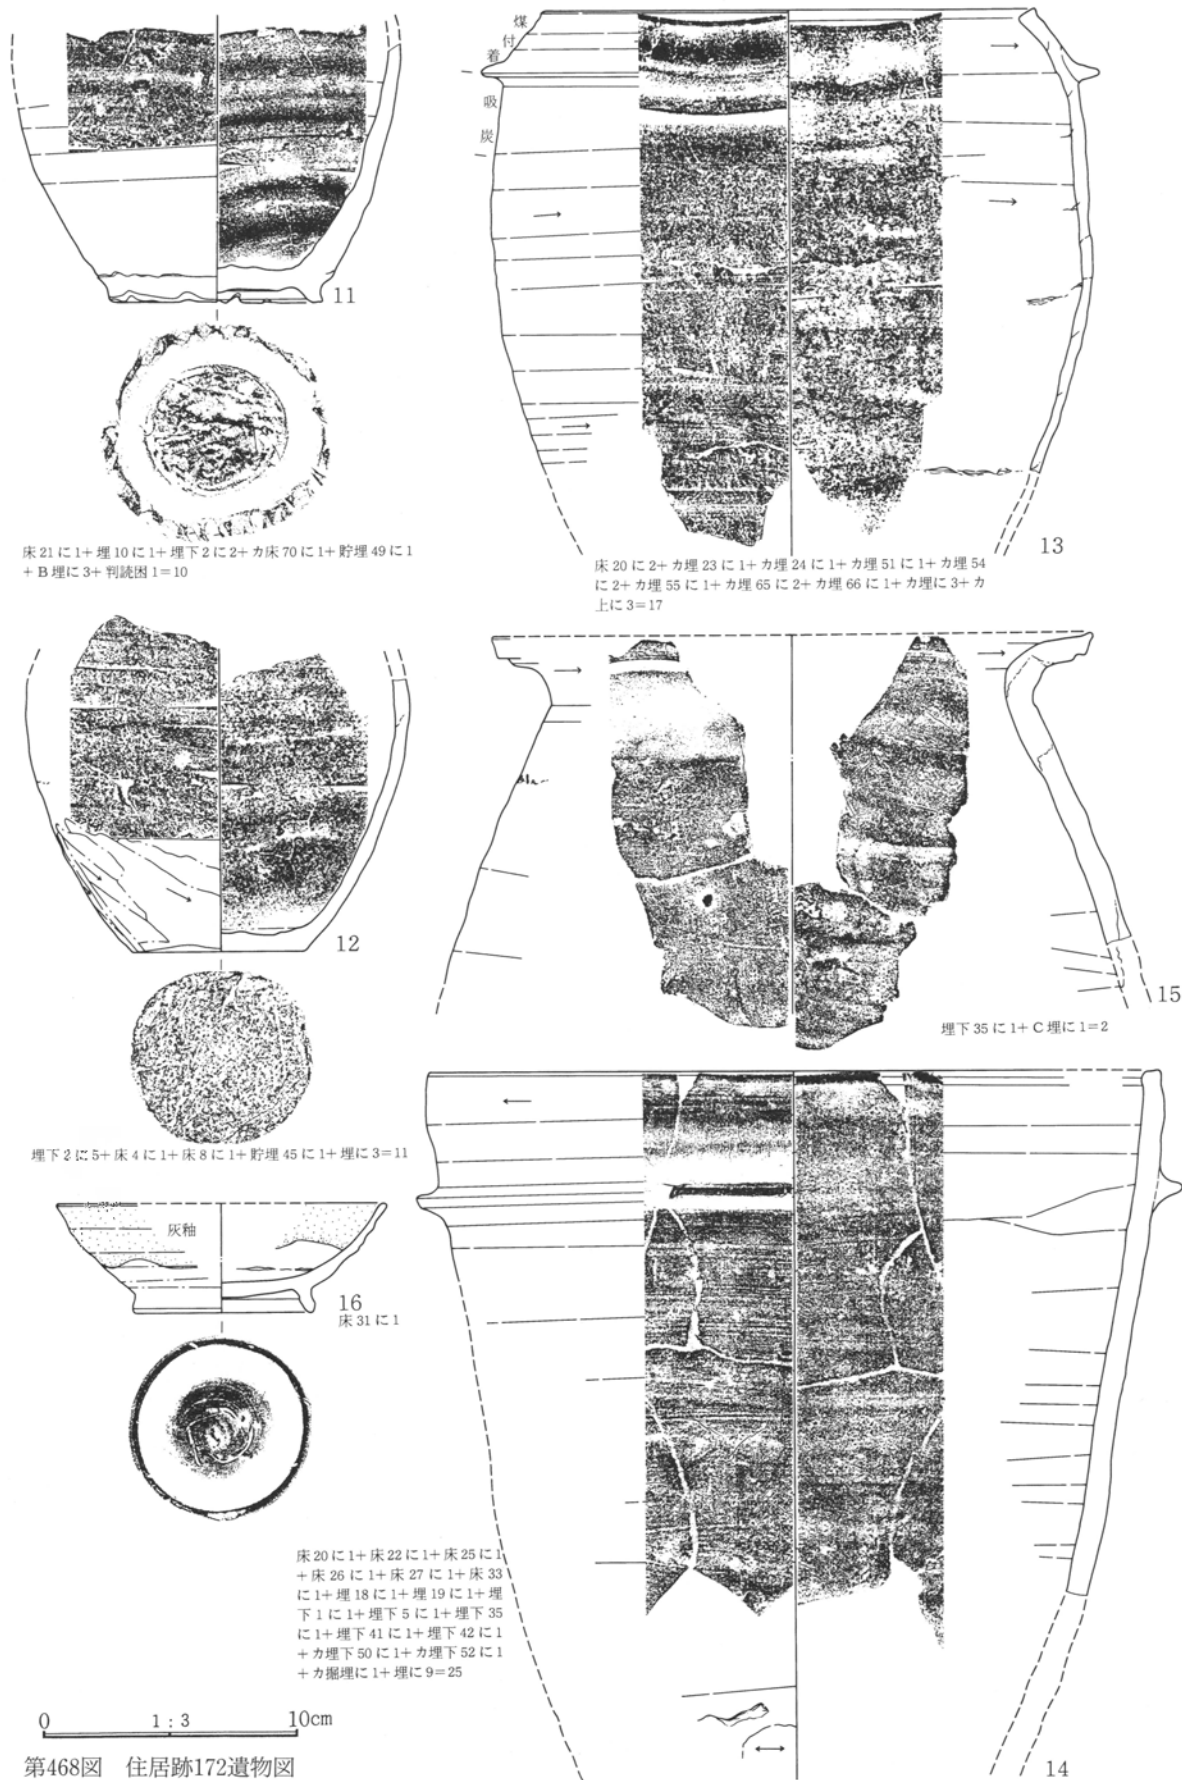 11
床21に1+埋10に1+埋下2に2+カ床70に1+貯埋49に1
+B埋に3+判読困1=10
煤付着
吸炭
13
床20に2+カ埋23に1+カ埋24に1+カ埋51に1+カ埋54
に2+カ埋55に1+カ埋65に2+カ埋66に1+カ埋に3+カ
上に3=17
12
埋下2に5+床4に1+床8に1+貯埋45に1+埋に3=11
15
埋下35に1+C埋に1=2
灰釉
16
床31に1
床20に1+床22に1+床25に1
+床26に1+床27に1+床33
に1+埋18に1+埋19に1+埋
下1に1+埋下5に1+埋下35
に1+埋下41に1+埋下42に1
+カ埋下50に1+カ埋下52に1
+カ掘埋に1+埋に9=25
14
0 1:3 10cm
第468図 住居跡172遺物図